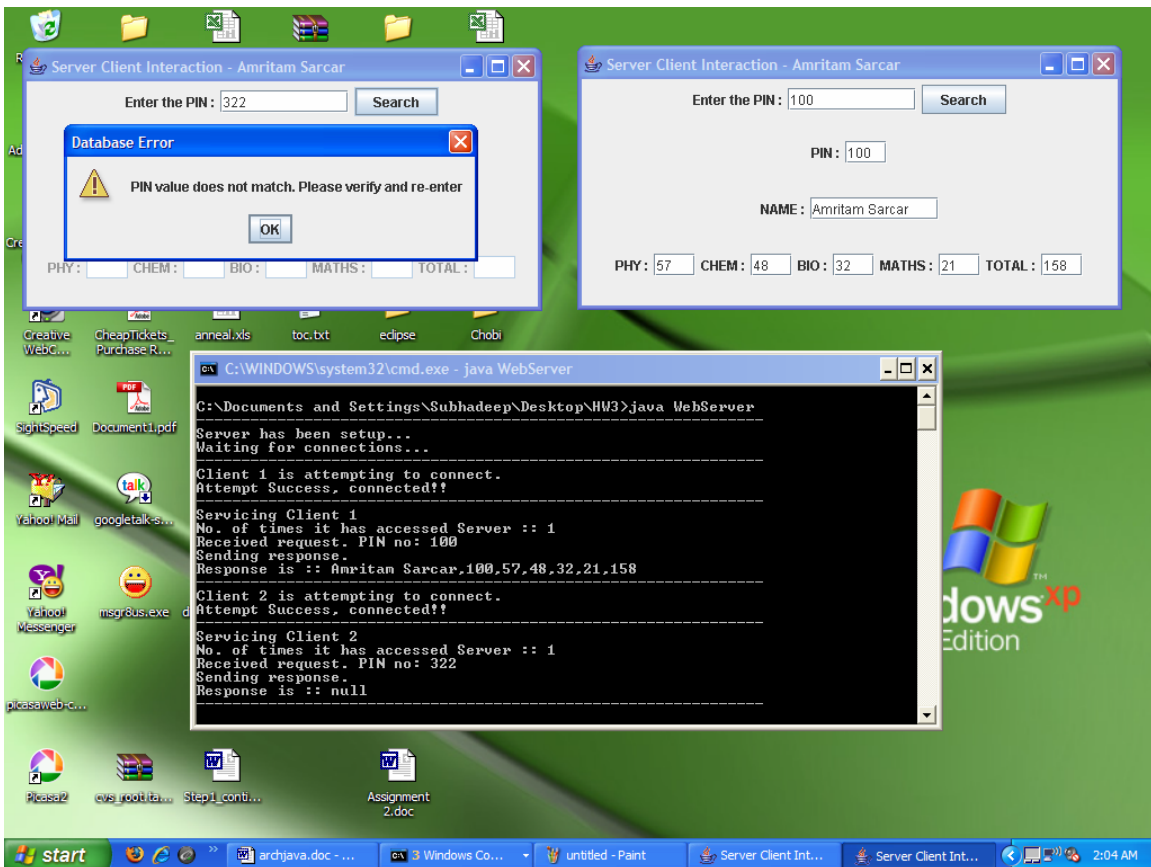 Server Client Interaction - Amritam Sarcar
Enter the PIN : 322 Search
Database Error
PIN value does not match. Please verify and re-enter
OK
PHY : CHEM : BIO : MATHS : TOTAL :
Server Client Interaction - Amritam Sarcar
Enter the PIN : 100 Search
PIN : 100
NAME : Amritam Sarcar
PHY : 57 CHEM : 48 BIO : 32 MATHS : 21 TOTAL : 158
Creative WebC...
CheapTickets_ Purchase R...
anneal.xls
toc.txt
eclipse
Chobi
C:\WINDOWS\system32\cmd.exe - java WebServer
C:\Documents and Settings\Subhadeep\Desktop\HW3>java WebServer
Server has been setup...
Waiting for connections...
Client 1 is attempting to connect.
Attempt Success, connected!!
Servicing Client 1
No. of times it has accessed Server :: 1
Received request. PIN no: 100
Sending response.
Response is :: Amritam Sarcar,100,57,48,32,21,158
Client 2 is attempting to connect.
Attempt Success, connected!!
Servicing Client 2
No. of times it has accessed Server :: 1
Received request. PIN no: 322
Sending response.
Response is :: null
SightSpeed
Document1.pdf
Yahoo! Mail
googletalk-s...
Yahoo! Messenger
msgr8us.exe
picasaweb-c...
Picasa2
cvs_root.ta...
Step1_conti...
Assignment 2.doc
dows xp
TM
Edition
start
archjava.doc - ...
3 Windows Co...
untitled - Paint
Server Client Int...
Server Client Int...
2:04 AM